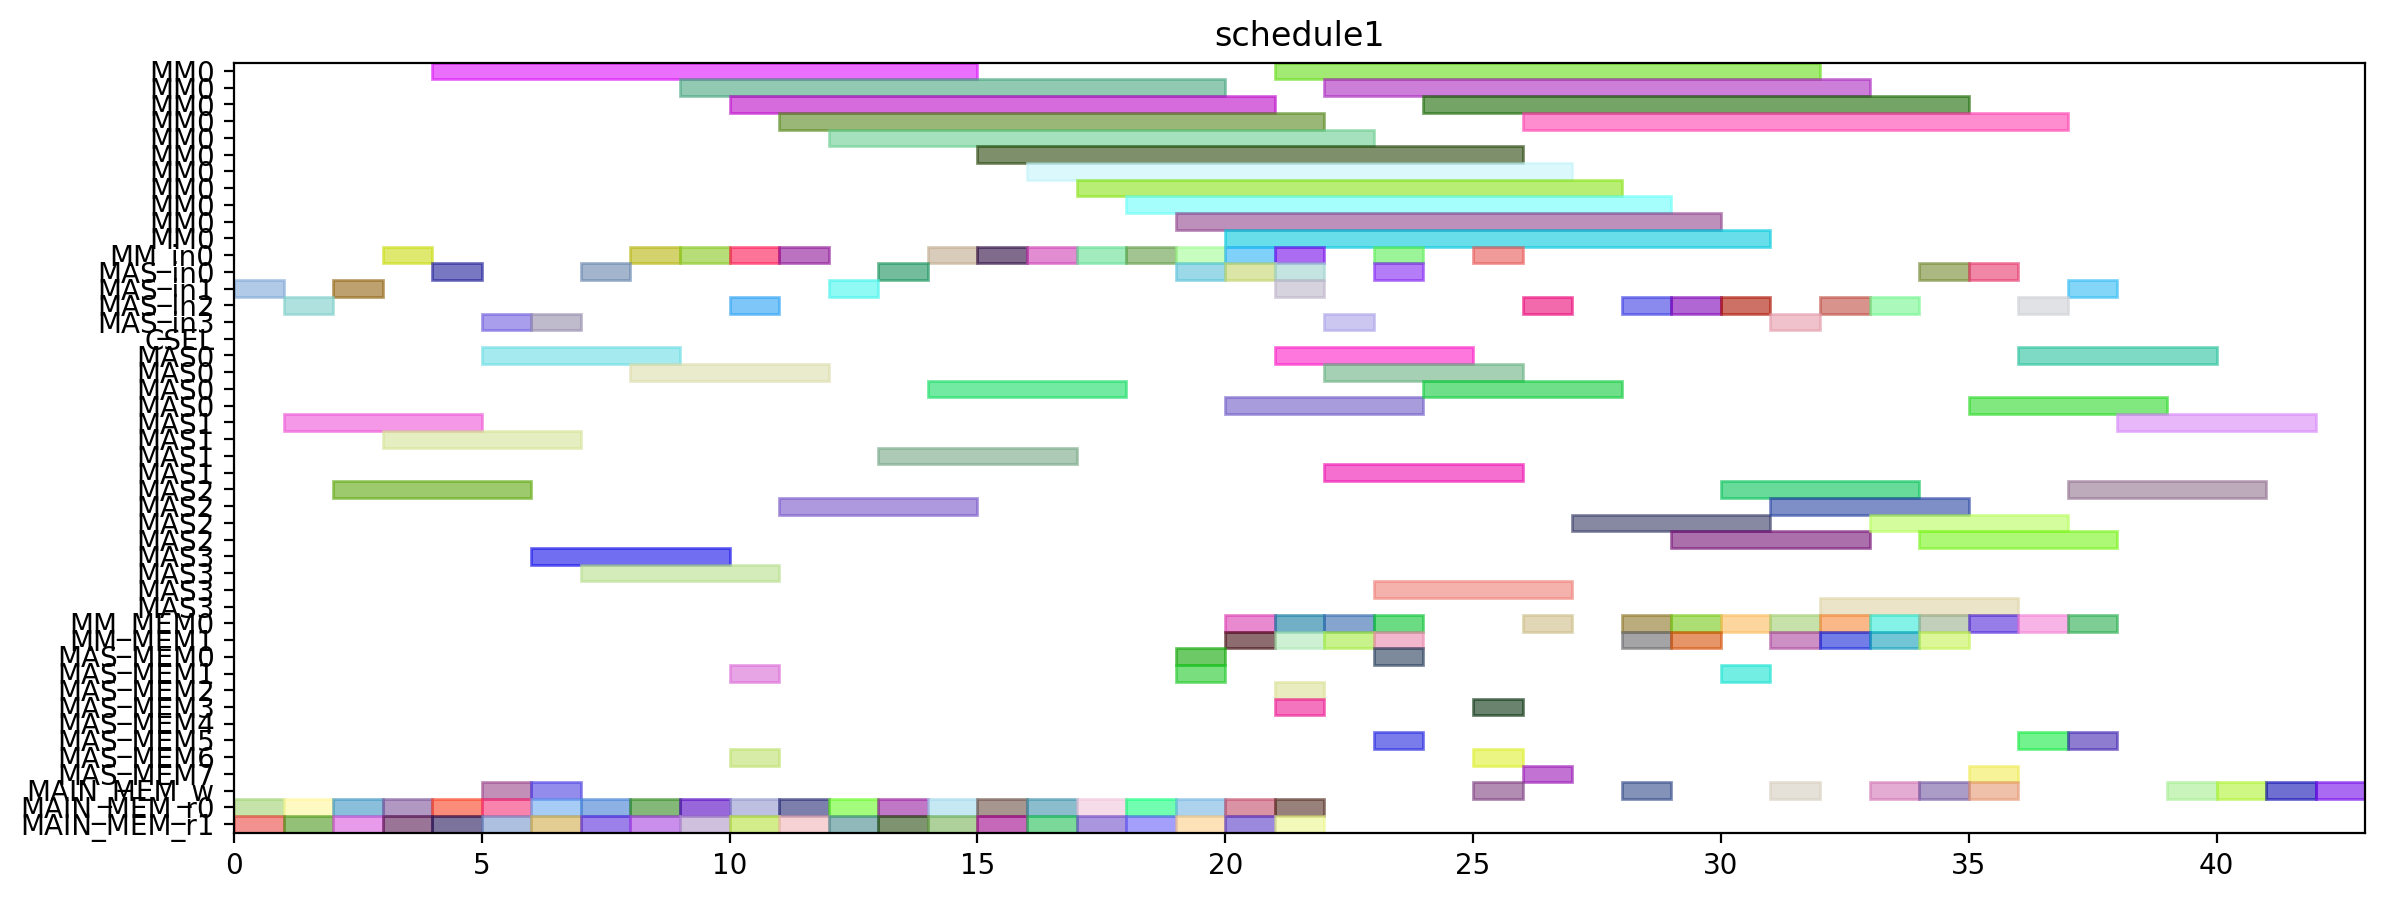 schedule1
MM0
MM0
MM0
MM0
MM0
MM0
MM0
MM0
MM0
MM0
MM0
MM_in0
MAS_in0
MAS_in1
MAS_in2
MAS_in3
CSEL
MAS0
MAS0
MAS0
MAS0
MAS1
MAS1
MAS1
MAS1
MAS2
MAS2
MAS2
MAS2
MAS3
MAS3
MAS3
MAS3
MM_MEM0
MM_MEM1
MAS_MEM0
MAS_MEM1
MAS_MEM2
MAS_MEM3
MAS_MEM4
MAS_MEM5
MAS_MEM6
MAS_MEM7
MAIN_MEM_w
MAIN_MEM_r0
MAIN_MEM_r1
0 5 10 15 20 25 30 35 40